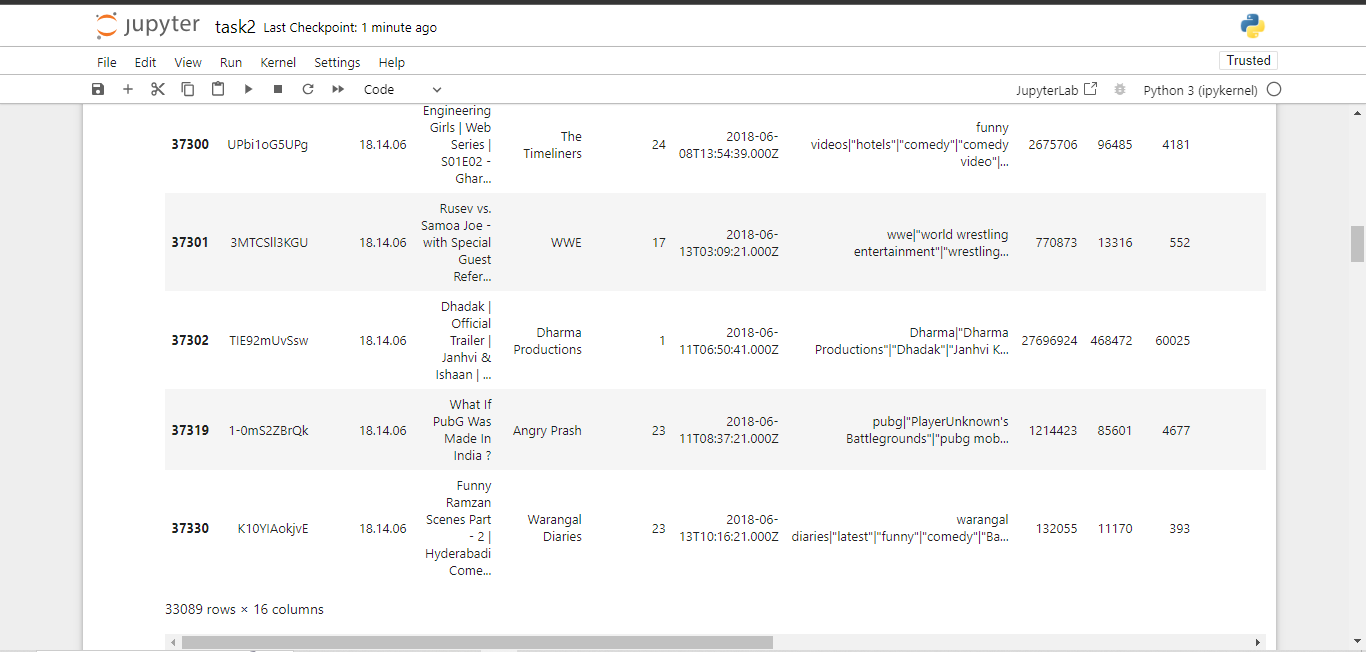 jupyter task2 Last Checkpoint: 1 minute ago
File Edit View Run Kernel Settings Help Trusted
Code JupyterLab Python 3 (ipykernel)
37300 UPbi1oG5UPg 18.14.06 Engineering Girls | Web Series | S01E02 - Ghar... The Timeliners 24 2018-06-08T13:54:39.000Z funny videos|"hotels"|"comedy"|"comedy video"|... 2675706 96485 4181
37301 3MTCSll3KGU 18.14.06 Rusev vs. Samoa Joe - with Special Guest Refer... WWE 17 2018-06-13T03:09:21.000Z wwe|"world wrestling entertainment"|"wrestling... 770873 13316 552
37302 TIE92mUvSsw 18.14.06 Dhadak | Official Trailer | Janhvi & Ishaan | ... Dharma Productions 1 2018-06-11T06:50:41.000Z Dharma|"Dharma Productions"|"Dhadak"|"Janhvi K... 27696924 468472 60025
37319 1-0mS2ZBrQk 18.14.06 What If PubG Was Made In India ? Angry Prash 23 2018-06-11T08:37:21.000Z pubg|"PlayerUnknown's Battlegrounds"|"pubg mob... 1214423 85601 4677
37330 K10YIAokjvE 18.14.06 Funny Ramzan Scenes Part - 2 | Hyderabadi Come... Warangal Diaries 23 2018-06-13T10:16:21.000Z warangal diaries|"latest"|"funny"|"comedy"|"Ba... 132055 11170 393
33089 rows × 16 columns